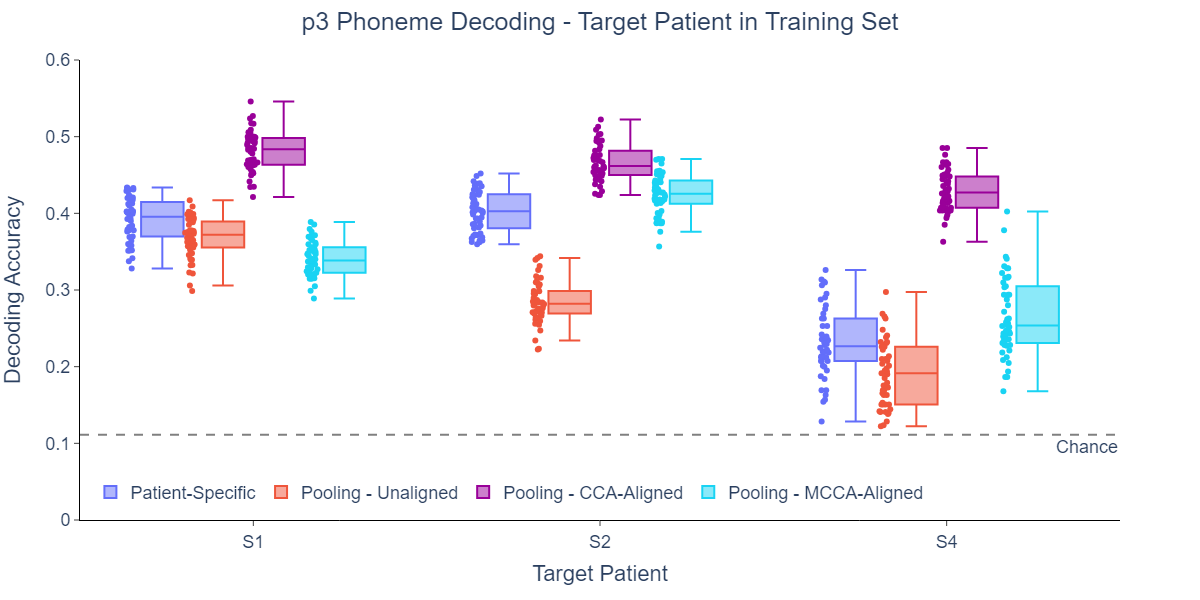 p3 Phoneme Decoding - Target Patient in Training Set
Decoding Accuracy
0.6
0.5
0.4
0.3
0.2
0.1
0
Chance
Patient-Specific
Pooling - Unaligned
Pooling - CCA-Aligned
Pooling - MCCA-Aligned
S1
S2
S4
Target Patient